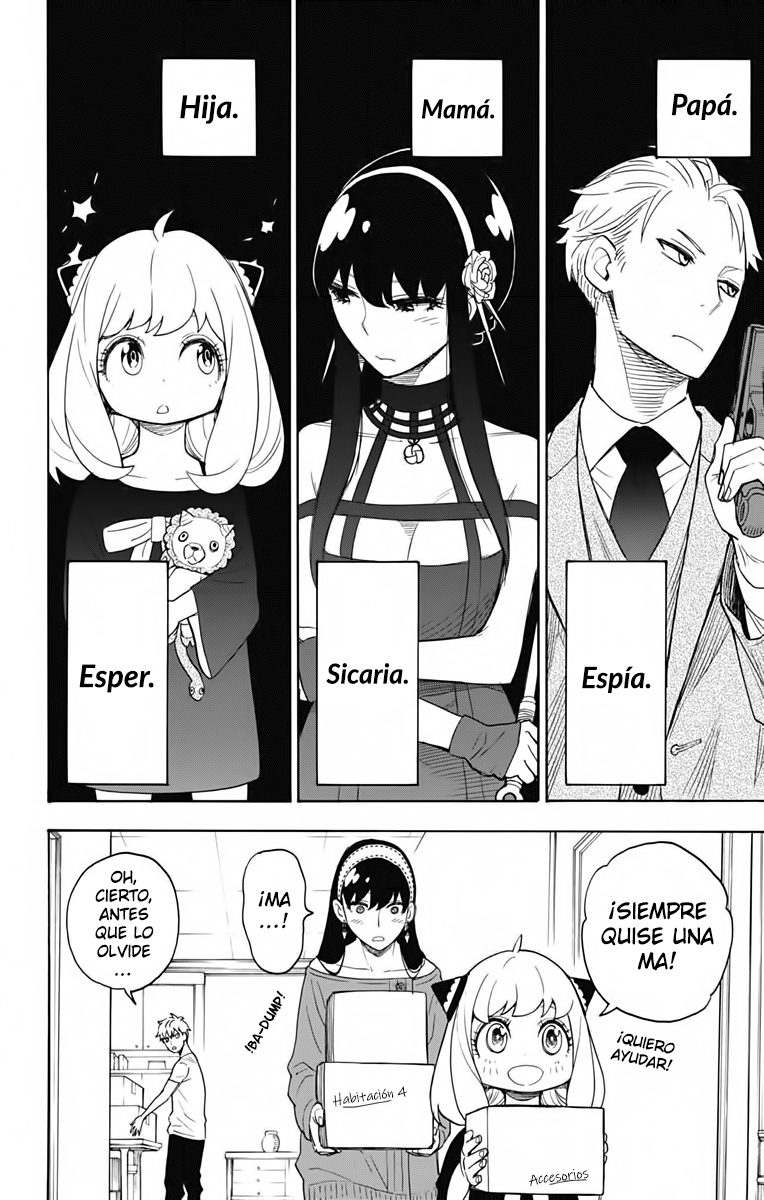 Papá.
Espía.
Mamá.
Sicaria.
Hija.
Esper.
¡SIEMPRE
QUISE UNA
MA!
¡QUIERO
AYUDAR!
Accesorios
¡MA
...!
¡BA-DUMP!
Habitación 4
OH,
CIERTO,
ANTES
QUE LO
OLVIDE
...